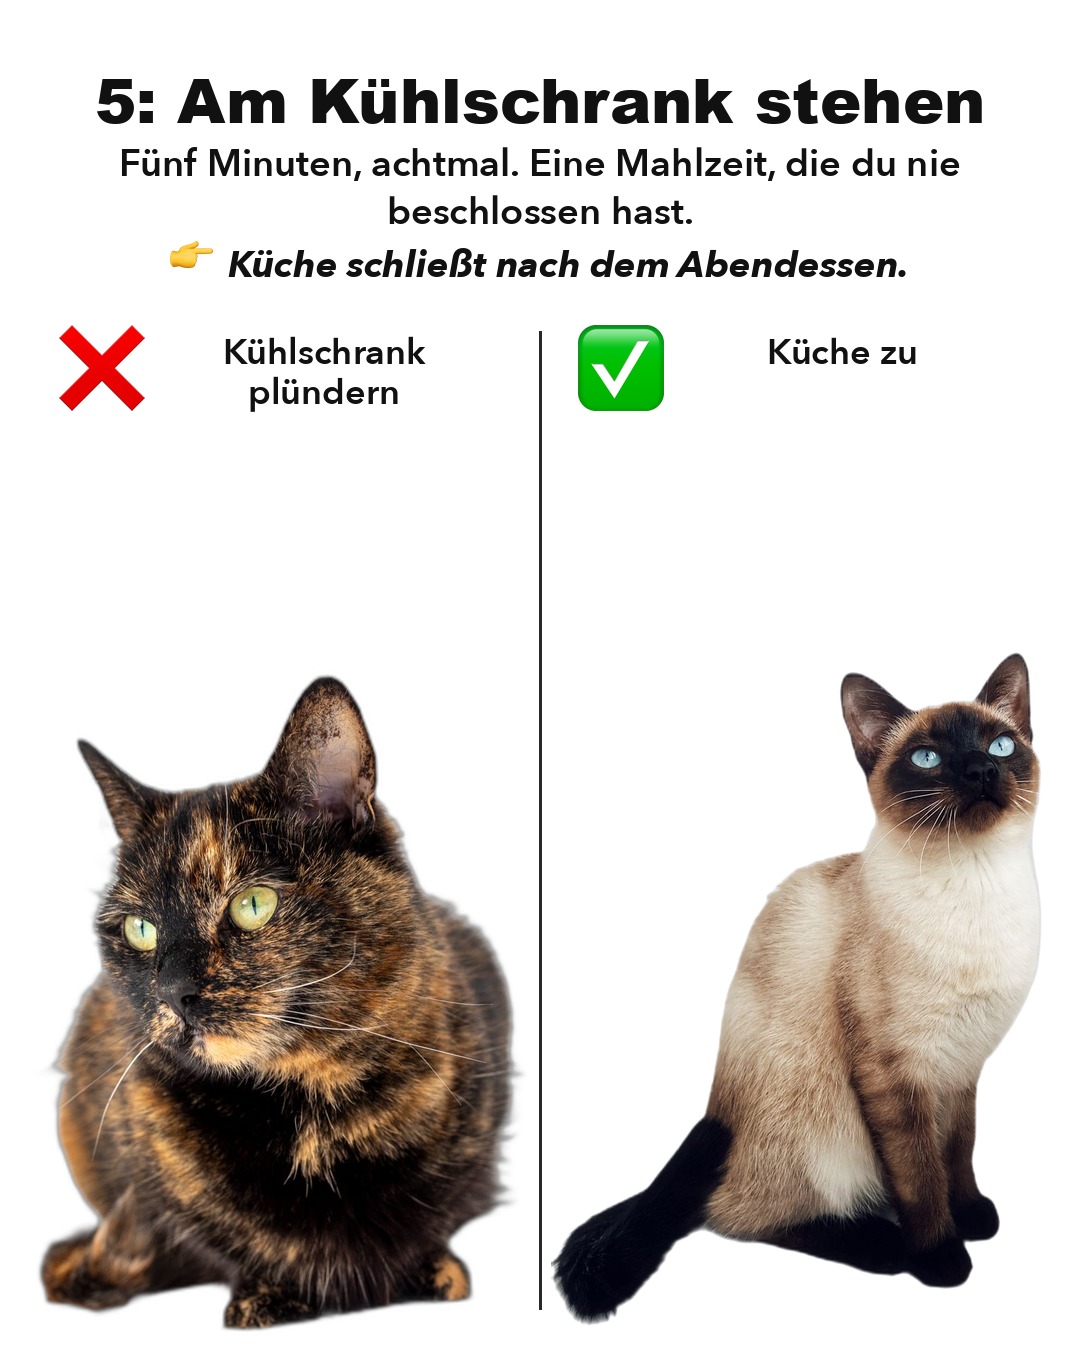 5: Am Kühlschrank stehen
Fünf Minuten, achtmal. Eine Mahlzeit, die du nie
beschlossen hast.
👉 Küche schließt nach dem Abendessen.
❌ Kühlschrank
plündern
✅ Küche zu